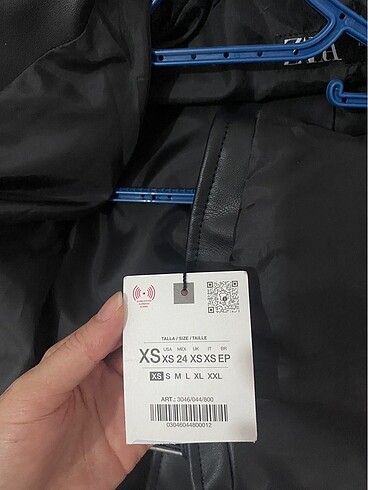 TALLA / SIZE / TAILLE
USA MEX UK IT BR
XS XS 24 XS XS EP
XS S M L XL XXL
ART.: 3046/044/800
03046044800012